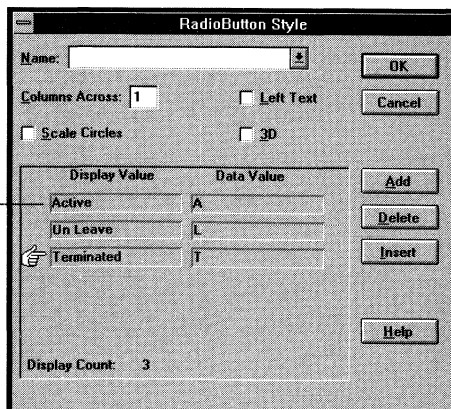 RadioButton Style
Name:
OK
Columns Across: 1
Left Text
Cancel
Scale Circles
3D
Display Value Data Value
Add
Active A
Delete
Un Leave L
Insert
Terminated T
Help
Display Count: 3